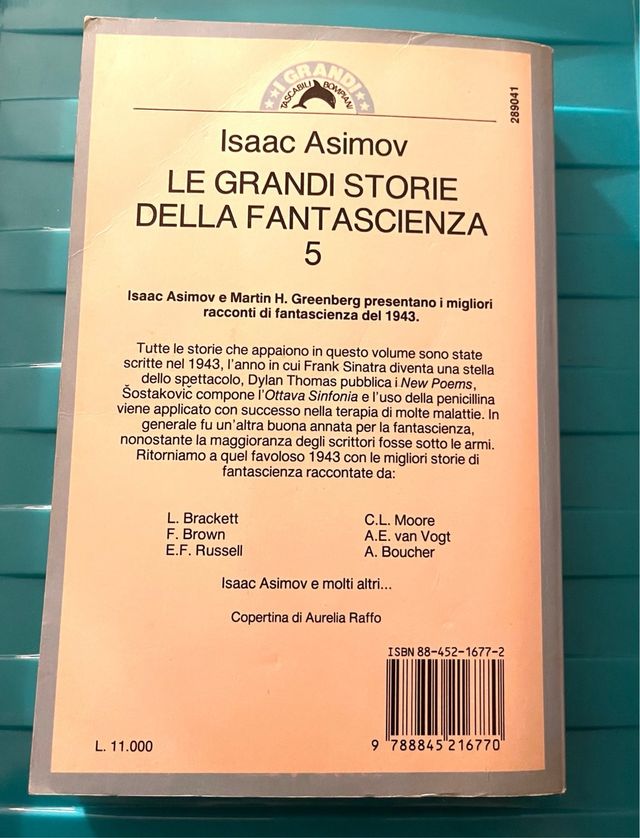 I GRANDI
TASCABILI BOMPIANI
289041
Isaac Asimov
LE GRANDI STORIE
DELLA FANTASCIENZA
5
Isaac Asimov e Martin H. Greenberg presentano i migliori
racconti di fantascienza del 1943.
Tutte le storie che appaiono in questo volume sono state
scritte nel 1943, l'anno in cui Frank Sinatra diventa una stella
dello spettacolo, Dylan Thomas pubblica i New Poems,
Šostakovič compone l'Ottava Sinfonia e l'uso della penicillina
viene applicato con successo nella terapia di molte malattie. In
generale fu un'altra buona annata per la fantascienza,
nonostante la maggioranza degli scrittori fosse sotto le armi.
Ritorniamo a quel favoloso 1943 con le migliori storie di
fantascienza raccontate da:
L. Brackett
F. Brown
E.F. Russell
C.L. Moore
A.E. van Vogt
A. Boucher
Isaac Asimov e molti altri...
Copertina di Aurelia Raffo
ISBN 88-452-1677-2
9 788845 216770
L. 11.000